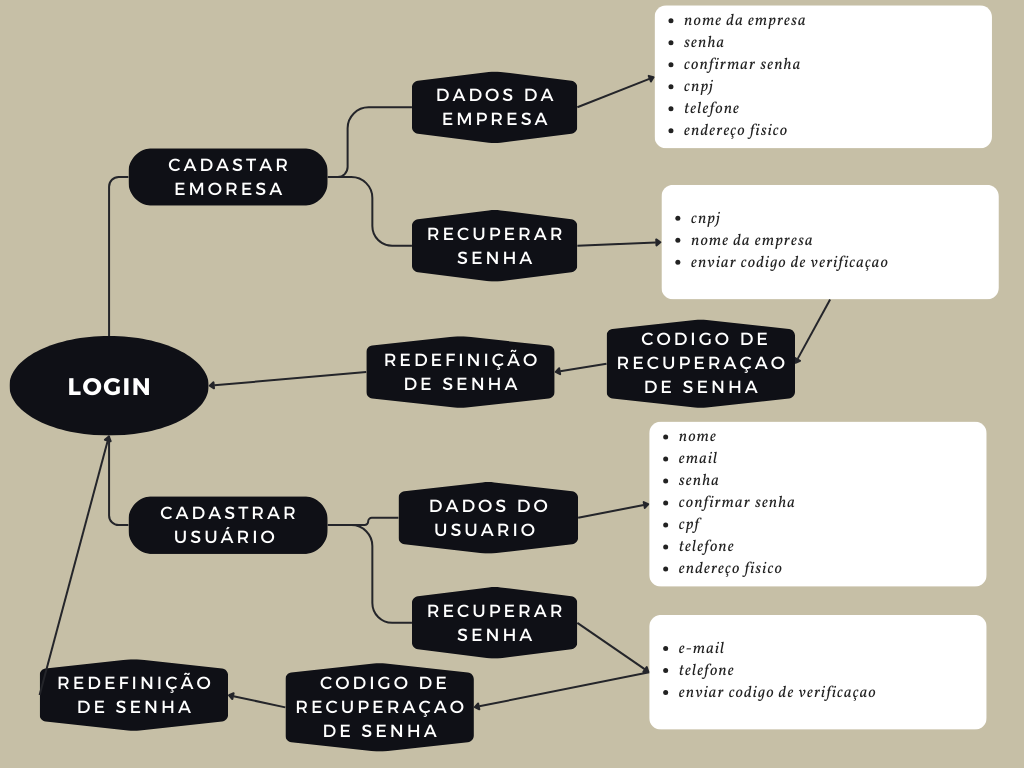 nome da empresa
senha
confirmar senha
cnpj
telefone
endereço fisico
DADOS DA
EMPRESA
CADASTAR
EMORESA
RECUPERAR
SENHA
cnpj
nome da empresa
enviar codigo de verificaçao
CODIGO DE
RECUPERAÇAO
DE SENHA
REDEFINIÇÃO
DE SENHA
LOGIN
CADASTRAR
USUÁRIO
DADOS DO
USUARIO
nome
email
senha
confirmar senha
cpf
telefone
endereço fisico
RECUPERAR
SENHA
e-mail
telefone
enviar codigo de verificaçao
CODIGO DE
RECUPERAÇAO
DE SENHA
REDEFINIÇÃO
DE SENHA